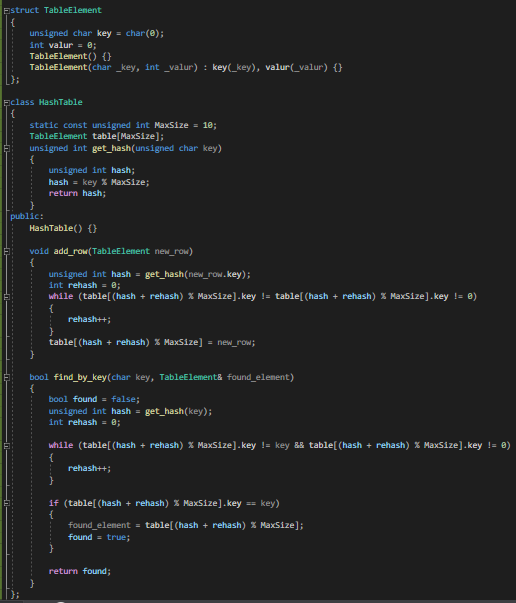 struct TableElement
{
unsigned char key = char(0);
int valur = 0;
TableElement() {}
TableElement(char _key, int _valur) : key(_key), valur(_valur) {}
};
class HashTable
{
static const unsigned int MaxSize = 10;
TableElement table[MaxSize];
unsigned int get_hash(unsigned char key)
{
unsigned int hash;
hash = key % MaxSize;
return hash;
}
public:
HashTable() {}
void add_row(TableElement new_row)
{
unsigned int hash = get_hash(new_row.key);
int rehash = 0;
while (table[(hash + rehash) % MaxSize].key != table[(hash + rehash) % MaxSize].key != 0)
{
rehash++;
}
table[(hash + rehash) % MaxSize] = new_row;
}
bool find_by_key(char key, TableElement& found_element)
{
bool found = false;
unsigned int hash = get_hash(key);
int rehash = 0;
while (table[(hash + rehash) % MaxSize].key != key && table[(hash + rehash) % MaxSize].key != 0)
{
rehash++;
}
if (table[(hash + rehash) % MaxSize].key == key)
{
found_element = table[(hash + rehash) % MaxSize];
found = true;
}
return found;
}
};